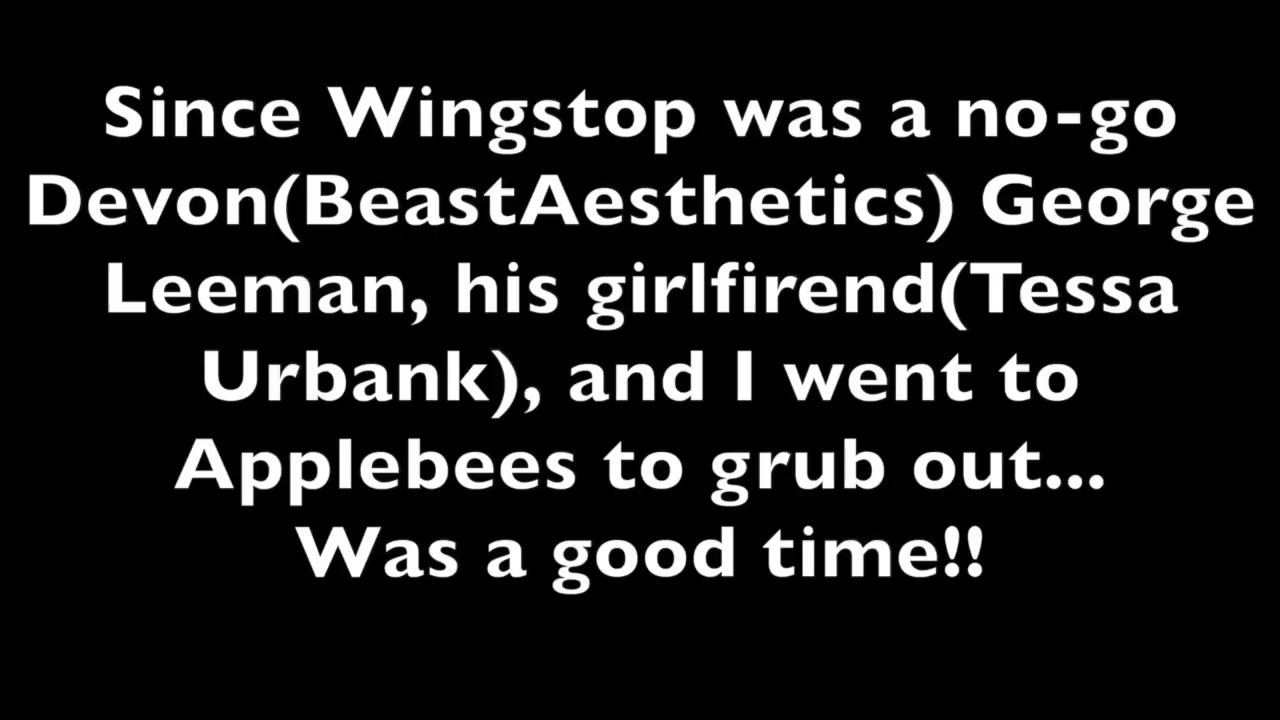 Since Wingstop was a no-go
Devon(BeastAesthetics) George
Leeman, his girlfirend(Tessa
Urbank), and I went to
Applebees to grub out...
Was a good time!!